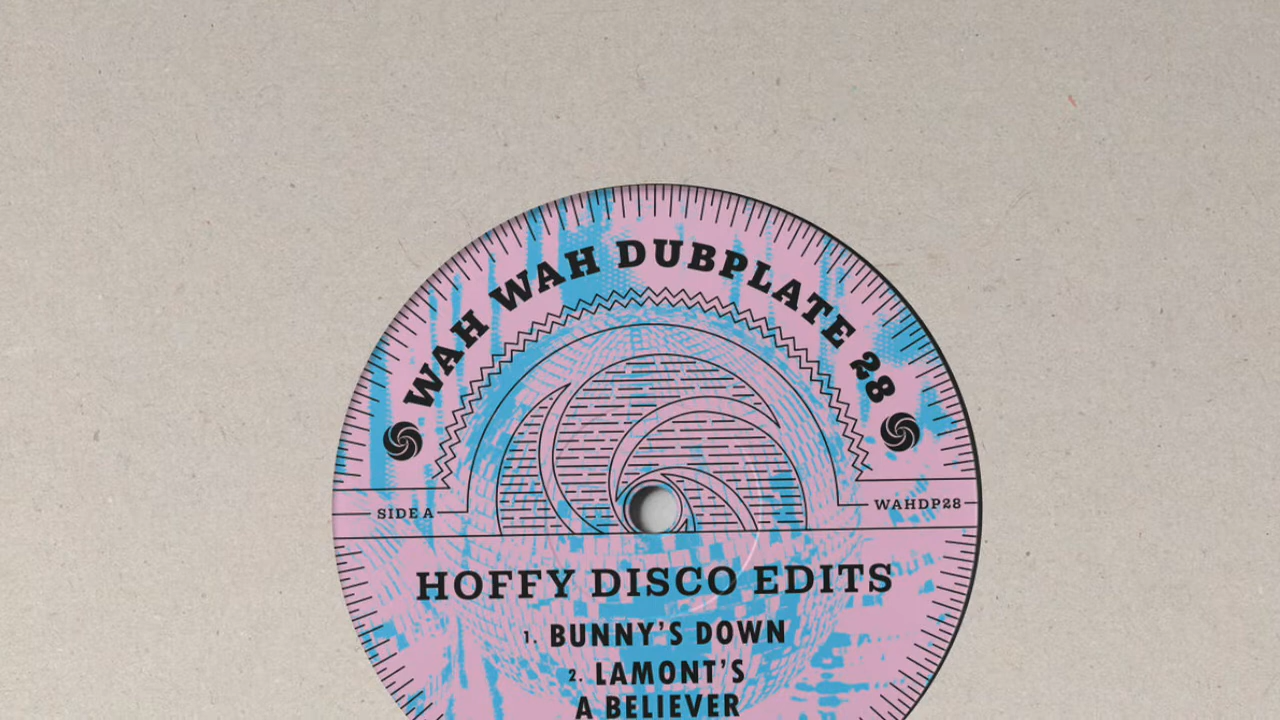 WAH WAH DUBPLATE 28
SIDE A
WAHDP28
HOFFY DISCO EDITS
1. BUNNY'S DOWN
2. LAMONT'S
A BELIEVER